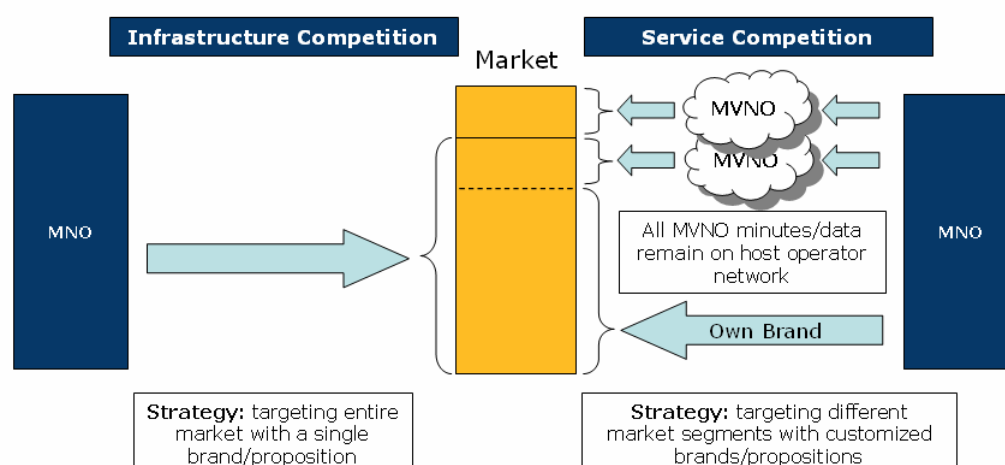 Infrastructure Competition
Service Competition
Market
MVNO
MVNO
MNO
MNO
All MVNO minutes/data
remain on host operator
network
Own Brand
Strategy: targeting entire
market with a single
brand/proposition
Strategy: targeting different
market segments with customized
brands/propositions